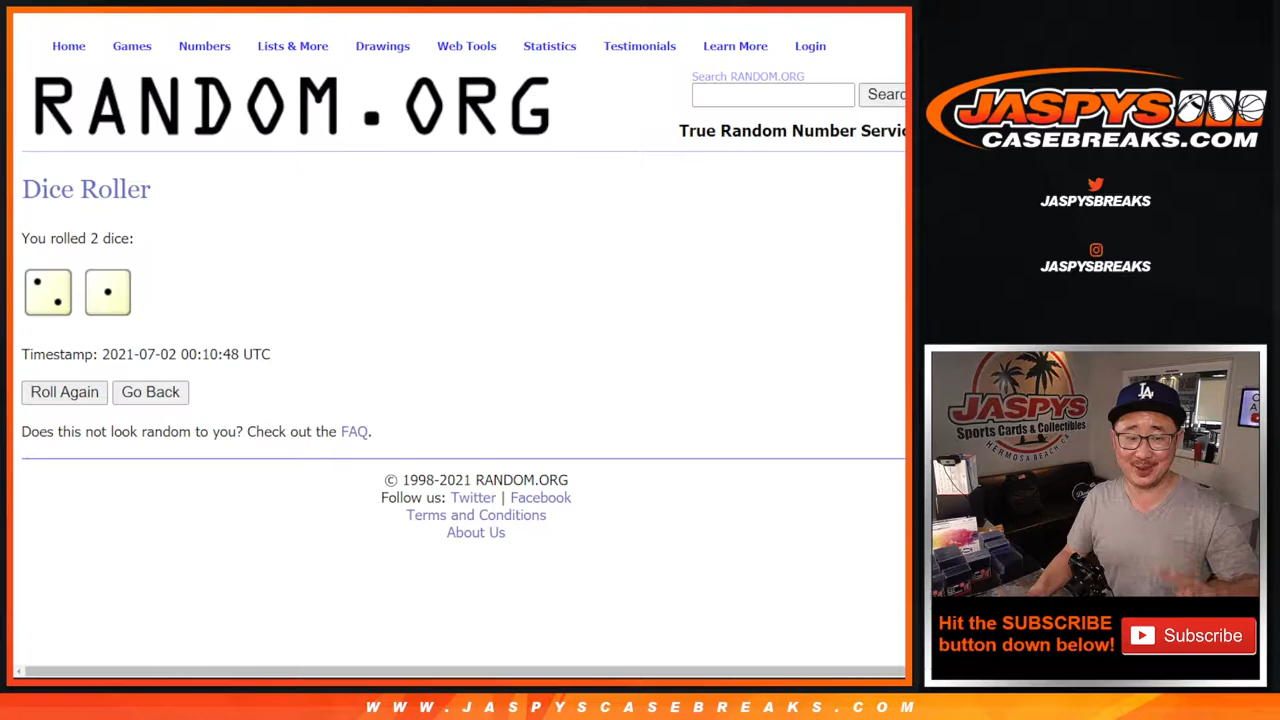 Home Games Numbers Lists & More Drawings Web Tools Statistics Testimonials Learn More Login
RANDOM.ORG
Search RANDOM.ORG
Searc
True Random Number Servic
Dice Roller
You rolled 2 dice:
Timestamp: 2021-07-02 00:10:48 UTC
Roll Again Go Back
Does this not look random to you? Check out the FAQ.
© 1998-2021 RANDOM.ORG
Follow us: Twitter | Facebook
Terms and Conditions
About Us
JASPYS
CASEBREAKS.COM
JASPYSBREAKS
JASPYSBREAKS
JASPYS
Sports Cards & Collectibles
HERMOSA BEACH, CA
LA
Hit the SUBSCRIBE
button down below!
Subscribe
WWW.JASPYSCASEBREAKS.COM